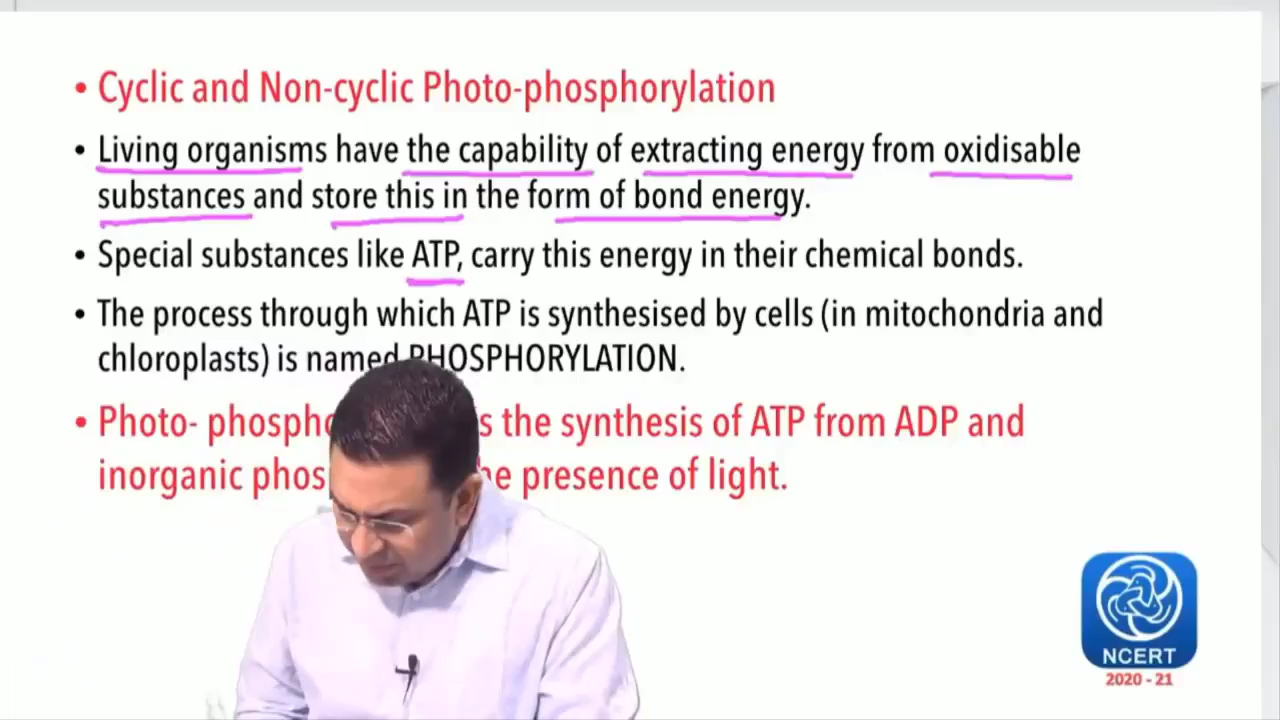 • Cyclic and Non-cyclic Photo-phosphorylation
• Living organisms have the capability of extracting energy from oxidisable
substances and store this in the form of bond energy.
• Special substances like ATP, carry this energy in their chemical bonds.
• The process through which ATP is synthesised by cells (in mitochondria and
chloroplasts) is named PHOSPHORYLATION.
• Photo- the synthesis of ATP from ADP and
inorganic presence of light.
NCERT
2020 - 21